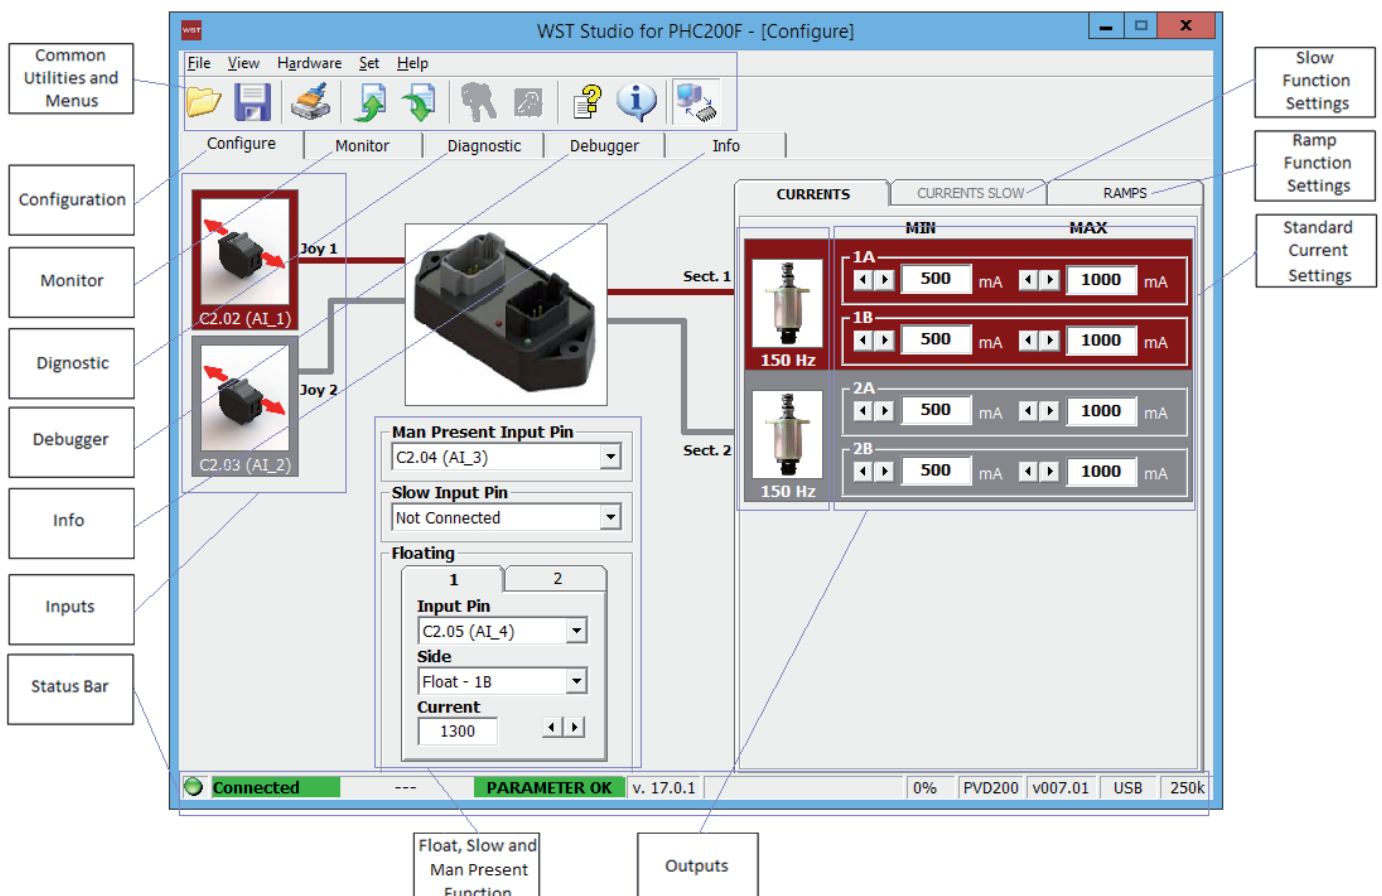 WST
WST Studio for PHC200F - [Configure]
X
File View Hardware Set Help
Configure Monitor Diagnostic Debugger Info
Common
Utilities and
Menus
Configuration
Monitor
Dignostic
Debugger
Info
Inputs
Status Bar
C2.02 (AI_1)
Joy 1
C2.03 (AI_2)
Joy 2
Sect. 1
Sect. 2
Man Present Input Pin
C2.04 (AI_3)
Slow Input Pin
Not Connected
Floating
1 2
Input Pin
C2.05 (AI_4)
Side
Float - 1B
Current
1300
CURRENTS CURRENTS SLOW RAMPS
MIN MAX
150 Hz
1A
500 mA 1000 mA
1B
500 mA 1000 mA
150 Hz
2A
500 mA 1000 mA
2B
500 mA 1000 mA
Connected --- PARAMETER OK v. 17.0.1 0% PVD200 v007.01 USB 250k
Slow
Function
Settings
Ramp
Function
Settings
Standard
Current
Settings
Float, Slow and
Man Present
Function
Outputs